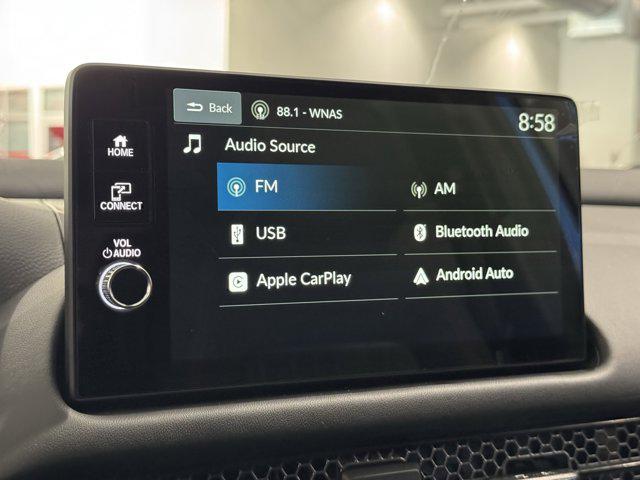 Back 88.1 - WNAS 8:58
HOME
Audio Source
FM AM
CONNECT
USB Bluetooth Audio
VOL
AUDIO
Apple CarPlay Android Auto